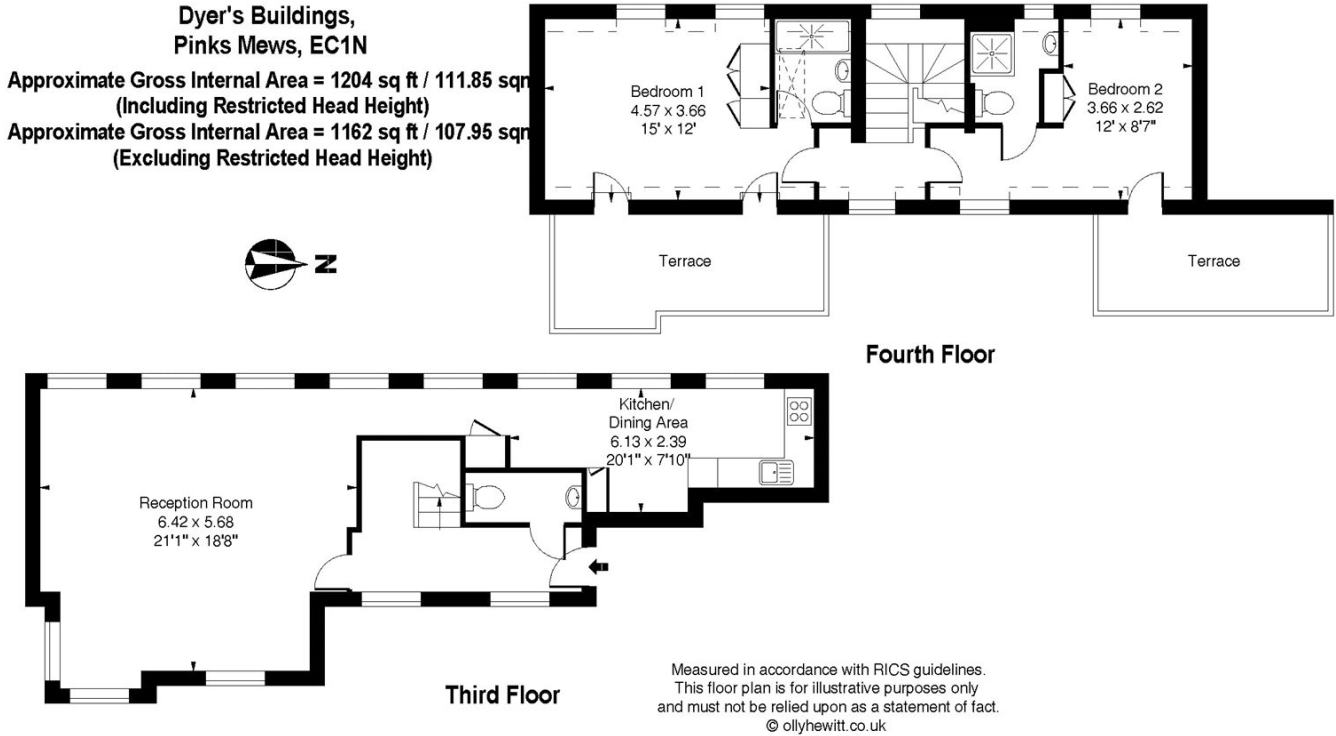 Dyer's Buildings,
Pinks Mews, EC1N
Approximate Gross Internal Area = 1204 sq ft / 111.85 sqm
(Including Restricted Head Height)
Approximate Gross Internal Area = 1162 sq ft / 107.95 sqm
(Excluding Restricted Head Height)
N
Bedroom 1
4.57 x 3.66
15' x 12'
Bedroom 2
3.66 x 2.62
12' x 8'7"
Terrace
Terrace
Fourth Floor
Kitchen/
Dining Area
6.13 x 2.39
20'1" x 7'10"
Reception Room
6.42 x 5.68
21'1" x 18'8"
Third Floor
Measured in accordance with RICS guidelines.
This floor plan is for illustrative purposes only
and must not be relied upon as a statement of fact.
© ollyhewitt.co.uk